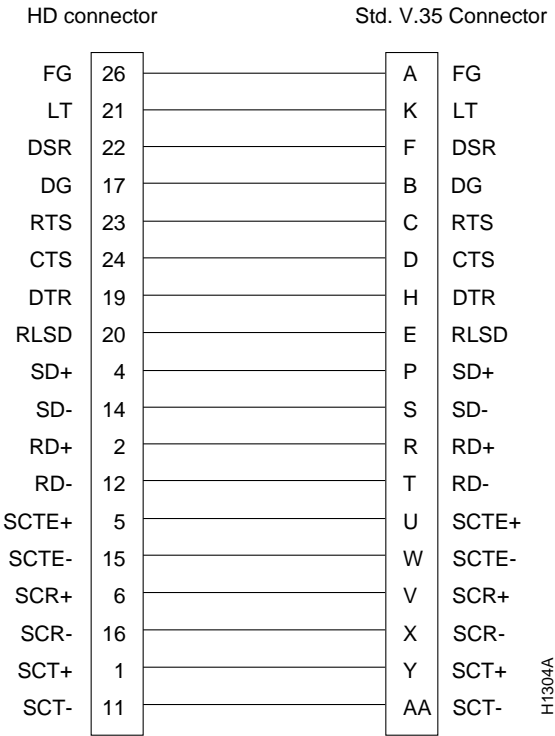 HD connector Std. V.35 Connector
FG 26 A FG
LT 21 K LT
DSR 22 F DSR
DG 17 B DG
RTS 23 C RTS
CTS 24 D CTS
DTR 19 H DTR
RLSD 20 E RLSD
SD+ 4 P SD+
SD- 14 S SD-
RD+ 2 R RD+
RD- 12 T RD-
SCTE+ 5 U SCTE+
SCTE- 15 W SCTE-
SCR+ 6 V SCR+
SCR- 16 X SCR-
SCT+ 1 Y SCT+
SCT- 11 AA SCT-
H1304A